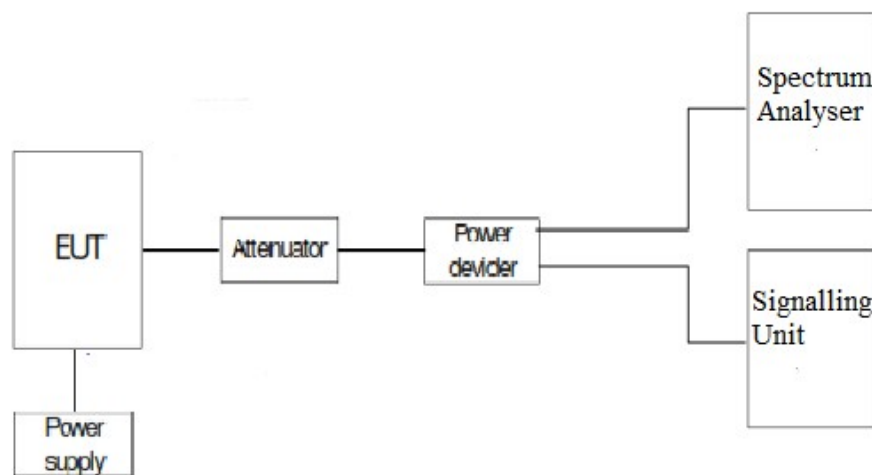 Spectrum
Analyser
EUT
Attenuator
Power
devider
Signalling
Unit
Power
supply